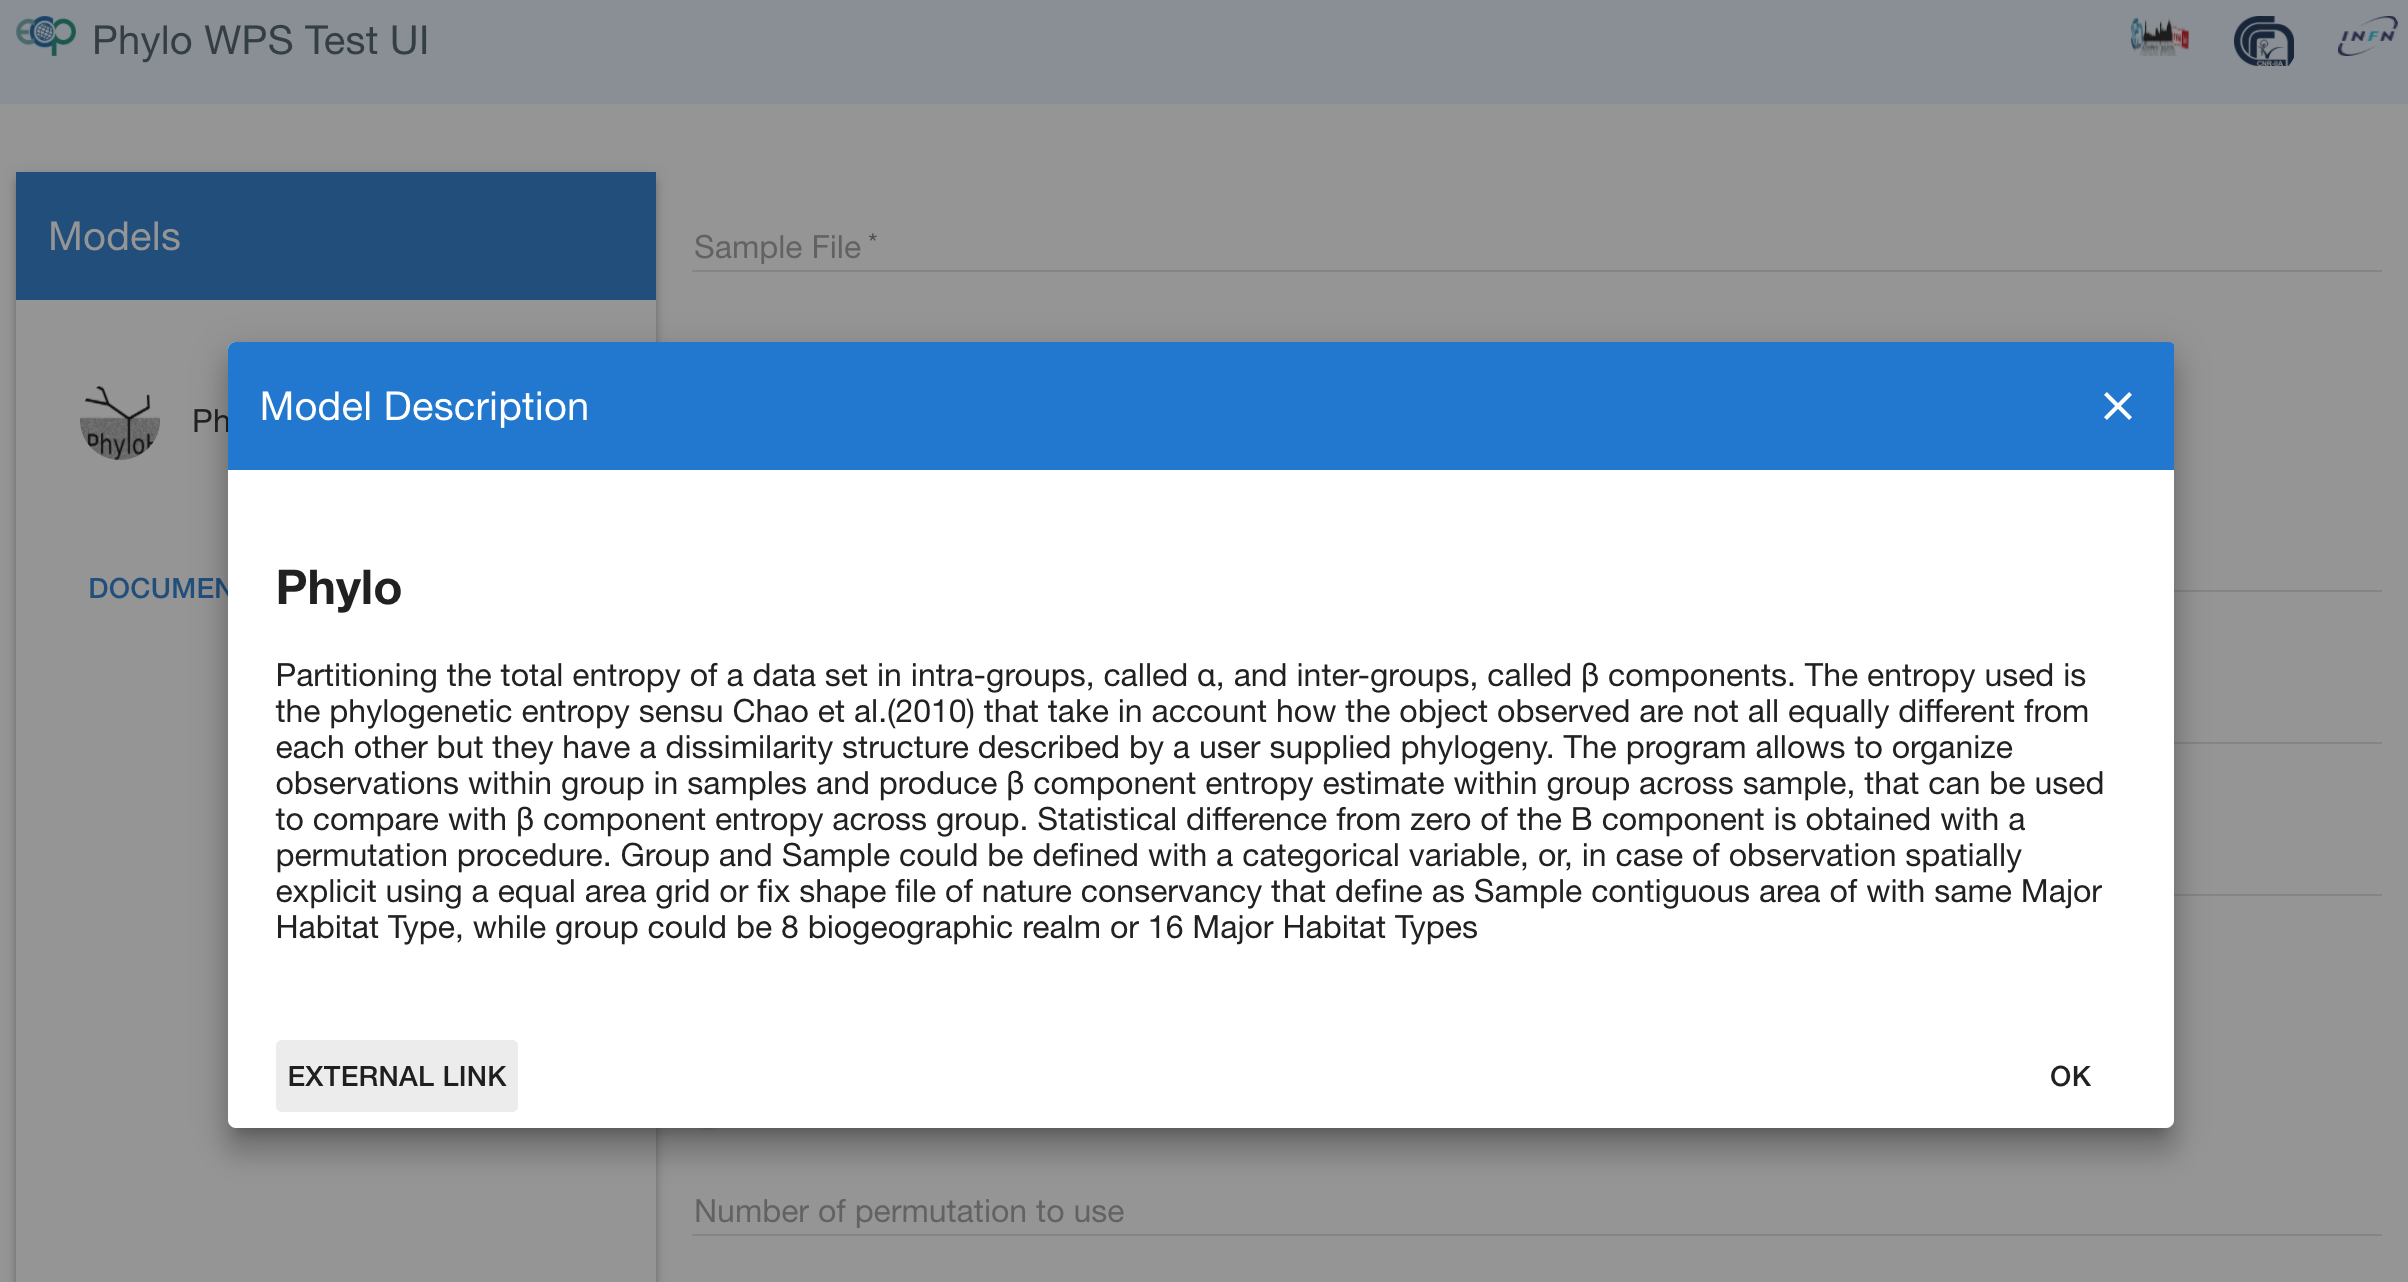 Phylo WPS Test UI
INFN
Models
Sample File *
Ph
Model Description
DOCUMEN
Phylo
Partitioning the total entropy of a data set in intra-groups, called α, and inter-groups, called β components. The entropy used is
the phylogenetic entropy sensu Chao et al.(2010) that take in account how the object observed are not all equally different from
each other but they have a dissimilarity structure described by a user supplied phylogeny. The program allows to organize
observations within group in samples and produce β component entropy estimate within group across sample, that can be used
to compare with β component entropy across group. Statistical difference from zero of the B component is obtained with a
permutation procedure. Group and Sample could be defined with a categorical variable, or, in case of observation spatially
explicit using a equal area grid or fix shape file of nature conservancy that define as Sample contiguous area of with same Major
Habitat Type, while group could be 8 biogeographic realm or 16 Major Habitat Types
EXTERNAL LINK
OK
Number of permutation to use